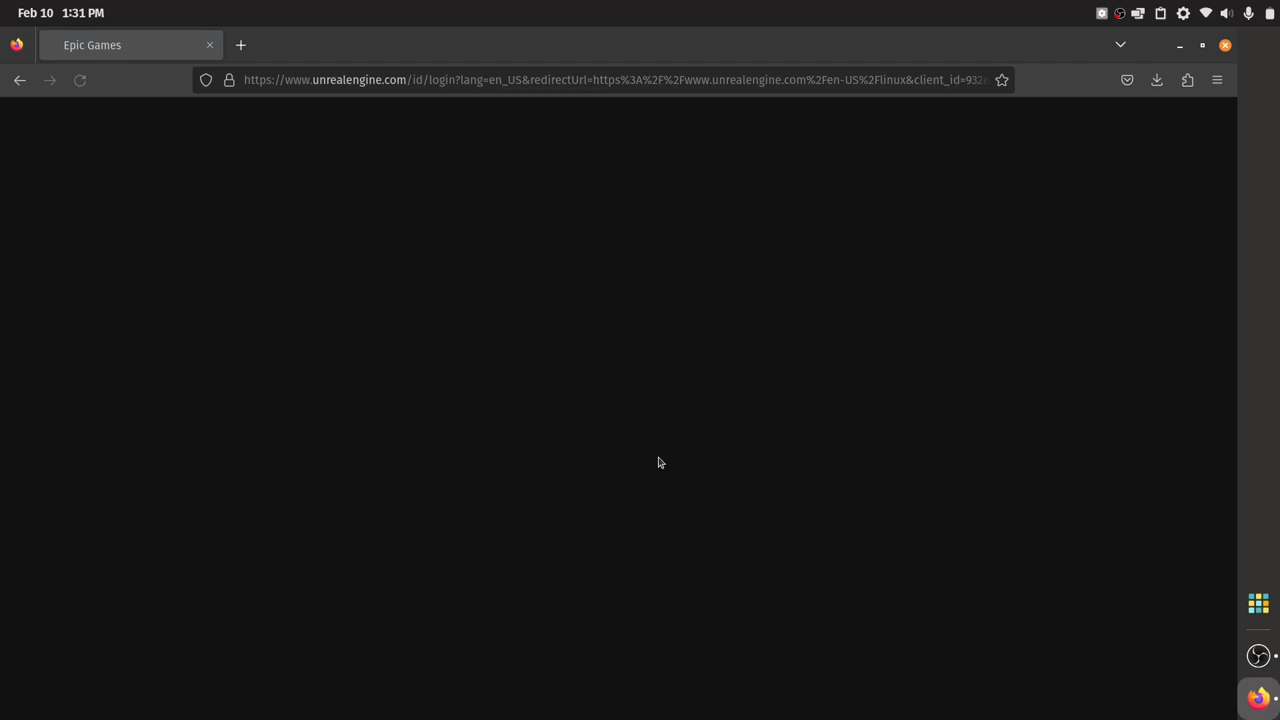 Feb 10 1:31 PM
Epic Games
https://www.unrealengine.com/id/login?lang=en_US&redirectUrl=https%3A%2F%2Fwww.unrealengine.com%2Fen-US%2Flinux&client_id=932